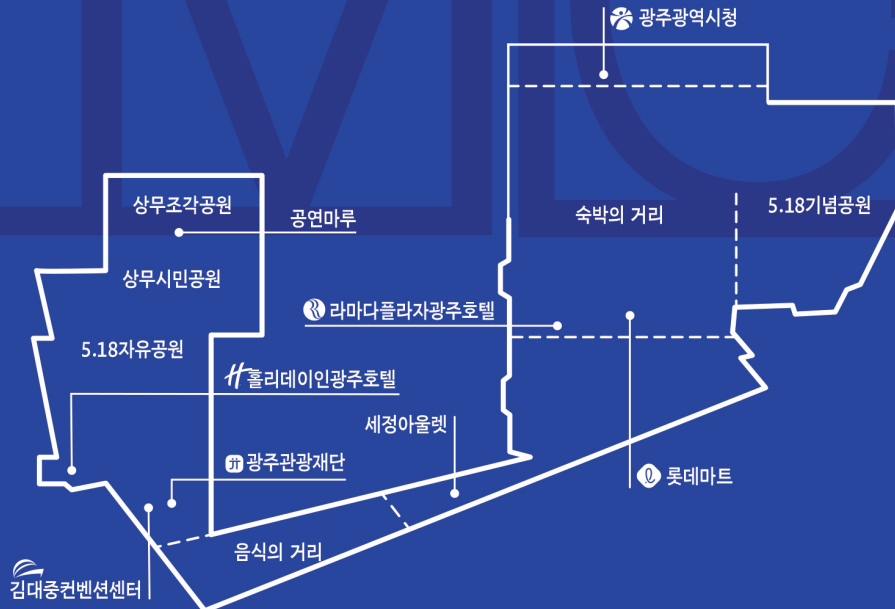 광주광역시청
상무조각공원
공연마루
숙박의 거리
5.18기념공원
상무시민공원
라마다플라자광주호텔
5.18자유공원
홀리데이인광주호텔
세정아울렛
광주관광재단
롯데마트
음식의 거리
김대중컨벤션센터